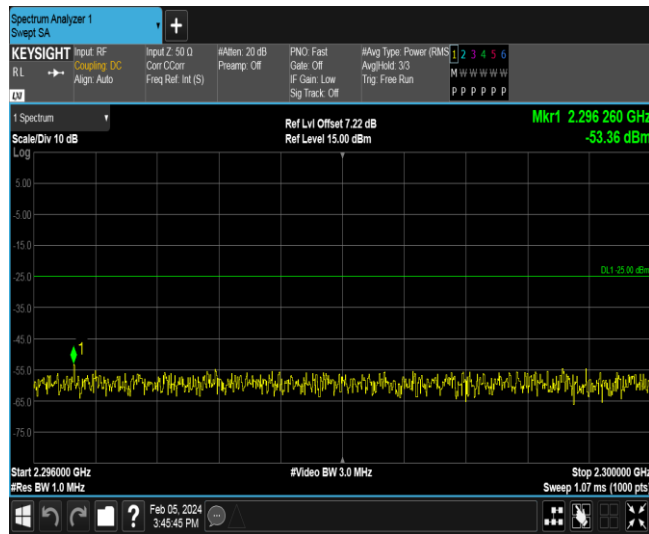 Spectrum Analyzer 1
Swept SA
+
KEYSIGHT
RL
LXI
Input: RF
Coupling: DC
Align: Auto
Input Z: 50 Ω
Corr CCorr
Freq Ref: Int (S)
#Atten: 20 dB
Preamp: Off
PNO: Fast
Gate: Off
IF Gain: Low
Sig Track: Off
#Avg Type: Power (RMS
Avg|Hold: 3/3
Trig: Free Run
1 2 3 4 5 6
M W W W W W
P P P P P P
1 Spectrum
Scale/Div 10 dB
Ref Lvl Offset 7.22 dB
Ref Level 15.00 dBm
Mkr1 2.296 260 GHz
-53.36 dBm
Log
5.00
-5.00
-15.0
-25.0
DL1 -25.00 dBm
-35.0
-45.0
1
-55.0
-65.0
-75.0
Start 2.296000 GHz
#Video BW 3.0 MHz
Stop 2.300000 GHz
#Res BW 1.0 MHz
Sweep 1.07 ms (1000 pts)
?
Feb 05, 2024
3:45:45 PM